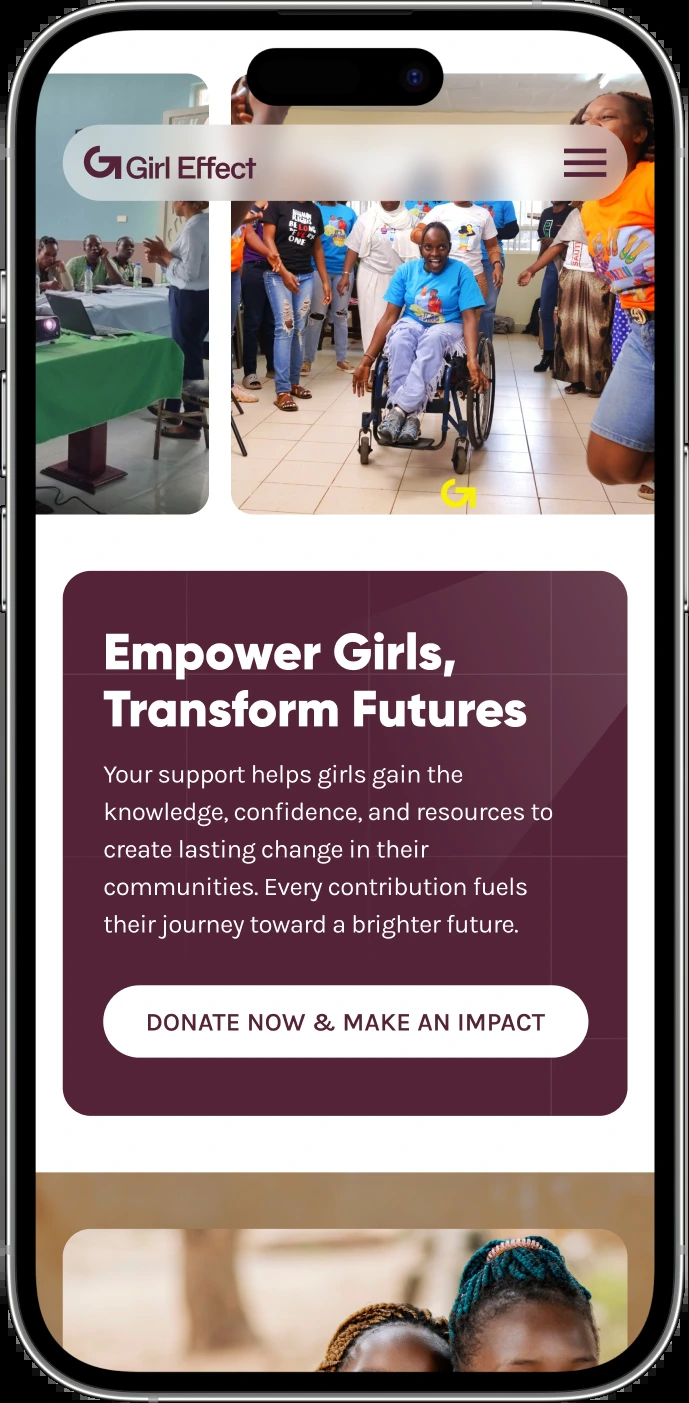 Girl Effect
Empower Girls,
Transform Futures
Your support helps girls gain the
knowledge, confidence, and resources to
create lasting change in their
communities. Every contribution fuels
their journey toward a brighter future.
DONATE NOW & MAKE AN IMPACT